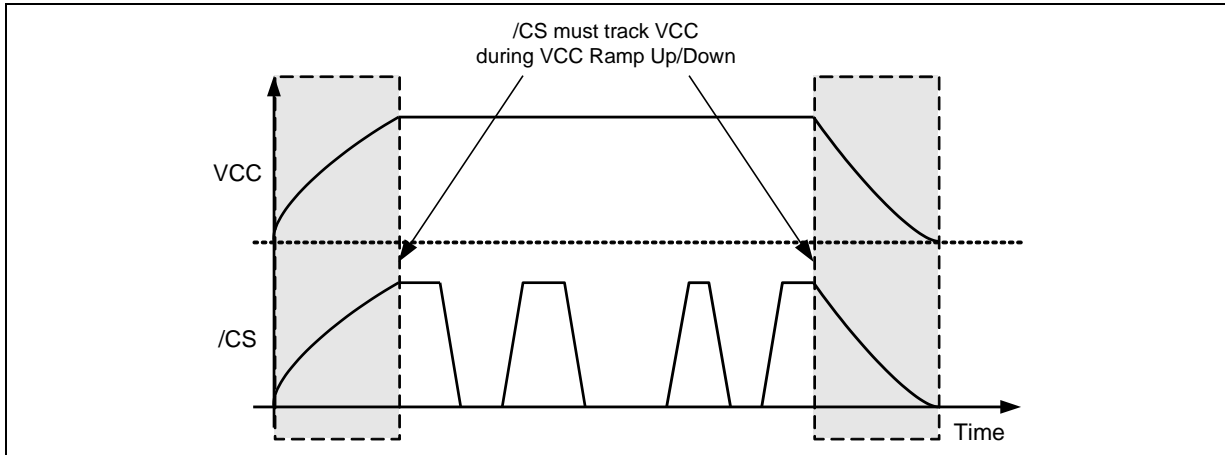 /CS must track VCC
during VCC Ramp Up/Down
VCC
/CS
Time